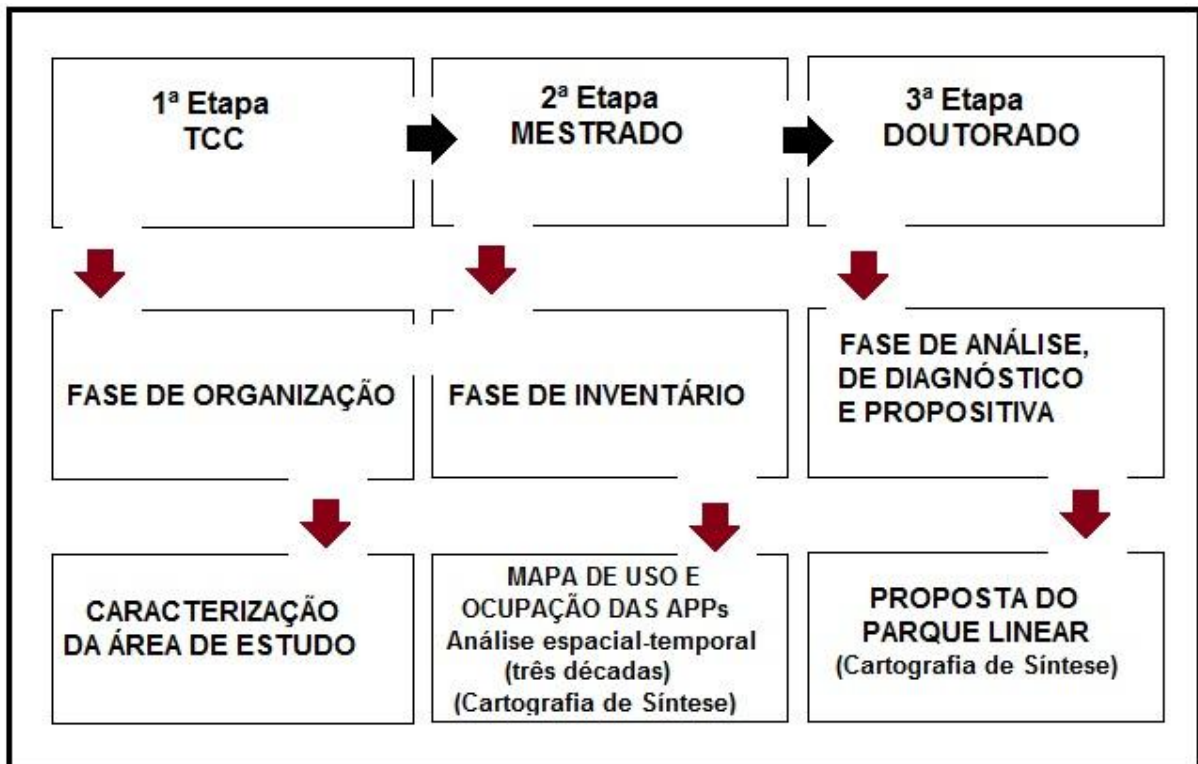 1ª Etapa
TCC
2ª Etapa
MESTRADO
3ª Etapa
DOUTORADO
FASE DE ORGANIZAÇÃO
FASE DE INVENTÁRIO
FASE DE ANÁLISE,
DE DIAGNÓSTICO
E PROPOSITIVA
CARACTERIZAÇÃO
DA ÁREA DE ESTUDO
MAPA DE USO E
OCUPAÇÃO DAS APPs
Análise espacial-temporal
(três décadas)
(Cartografia de Síntese)
PROPOSTA DO
PARQUE LINEAR
(Cartografia de Síntese)